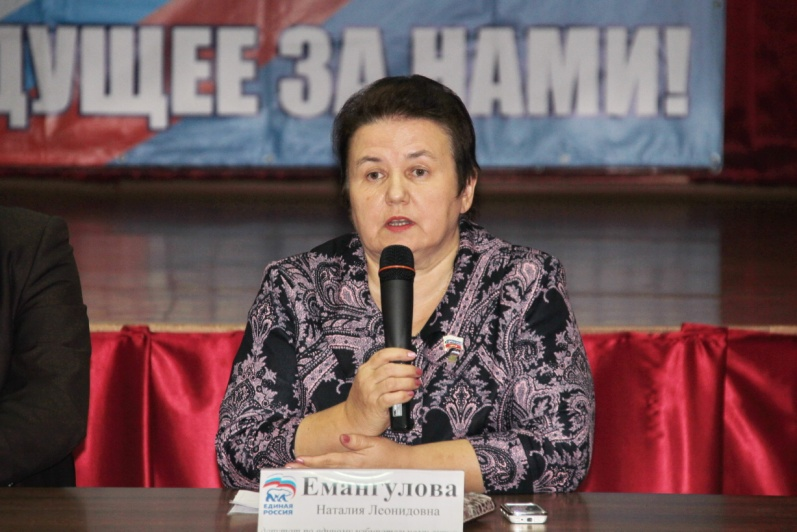 ДУЩЕЕ ЗА НАМИ!
ЕДИНАЯ
РОССИЯ
Емангулова
Наталия Леонидовна